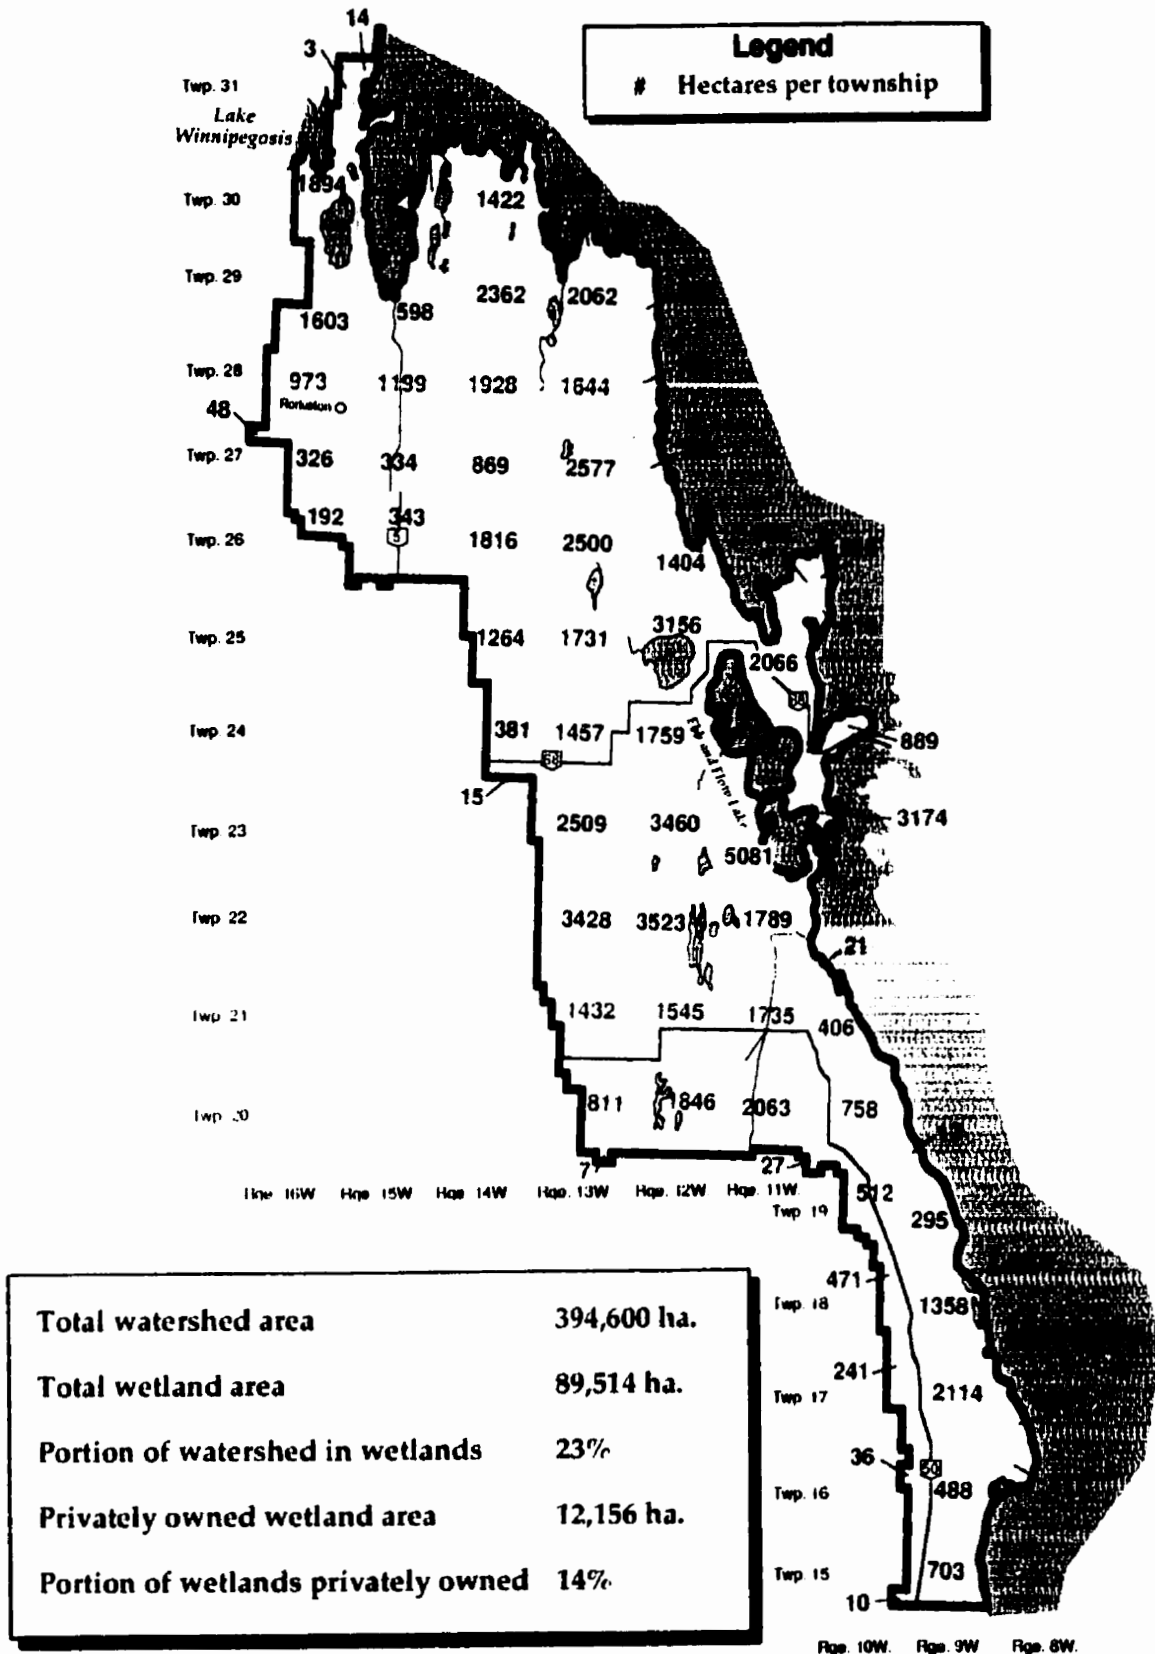 14
Legend
# Hectares per township
3
Twp. 31
Lake
Winnipegosis
1894
Twp. 30
1422
Twp. 29
2362
2062
598
1603
Twp. 28
973
1199
1928
1644
48
Twp. 27
326
334
869
2577
192
343
Twp. 26
5
1816
2500
1404
Twp. 25
1264
1731
3156
2066
Twp. 24
381
1457
1759
68
889
15
Twp. 23
2509
3460
3174
5081
Twp 22
3428
3523
1789
21
Twp 21
1432
1545
1735
406
Twp 20
811
1846
2063
758
7
27
Rge 16W Rge. 15W Rge. 14W Rge. 13W Rge. 12W Rge. 11W.
512
Twp 19
295
471
Twp. 18
1358
241
Twp 17
2114
36
50
Twp. 16
488
Twp. 15
703
10
Rge. 10W. Rge. 9W Rge. 8W.
Total watershed area 394,600 ha.
Total wetland area 89,514 ha.
Portion of watershed in wetlands 23%
Privately owned wetland area 12,156 ha.
Portion of wetlands privately owned 14%